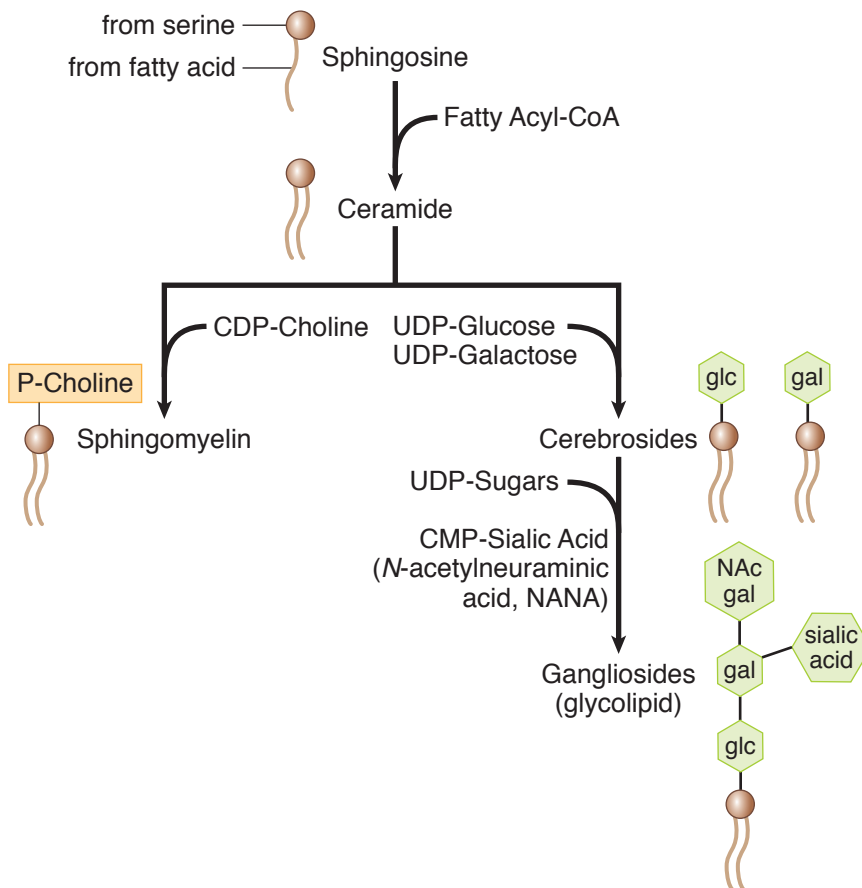 from serine
from fatty acid
Sphingosine
Fatty Acyl-CoA
Ceramide
CDP-Choline
UDP-Glucose
UDP-Galactose
P-Choline
Sphingomyelin
Cerebrosides
glc
gal
UDP-Sugars
CMP-Sialic Acid
(N-acetylneuraminic
acid, NANA)
Gangliosides
(glycolipid)
NAc
gal
sialic
acid
gal
glc